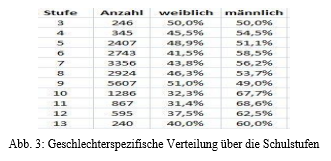 Stufe Anzahl weiblich männlich
3 246 50,0% 50,0%
4 345 45,5% 54,5%
5 2407 48,9% 51,1%
6 2743 41,5% 58,5%
7 3356 43,8% 56,2%
8 2924 46,3% 53,7%
9 5607 51,0% 49,0%
10 1286 32,3% 67,7%
11 867 31,4% 68,6%
12 595 37,5% 62,5%
13 240 40,0% 60,0%
Abb. 3: Geschlechterspezifische Verteilung über die Schulstufen